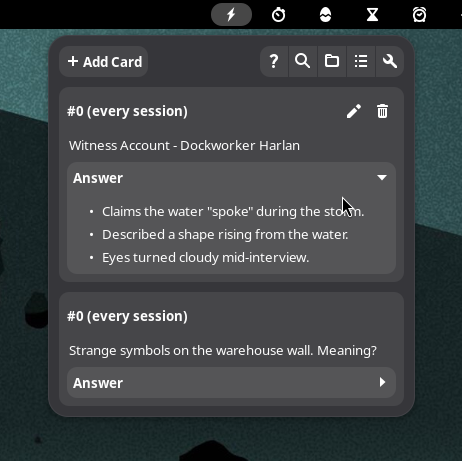 + Add Card
?
#0 (every session)
Witness Account - Dockworker Harlan
Answer
• Claims the water "spoke" during the storm.
• Described a shape rising from the water.
• Eyes turned cloudy mid-interview.
#0 (every session)
Strange symbols on the warehouse wall. Meaning?
Answer